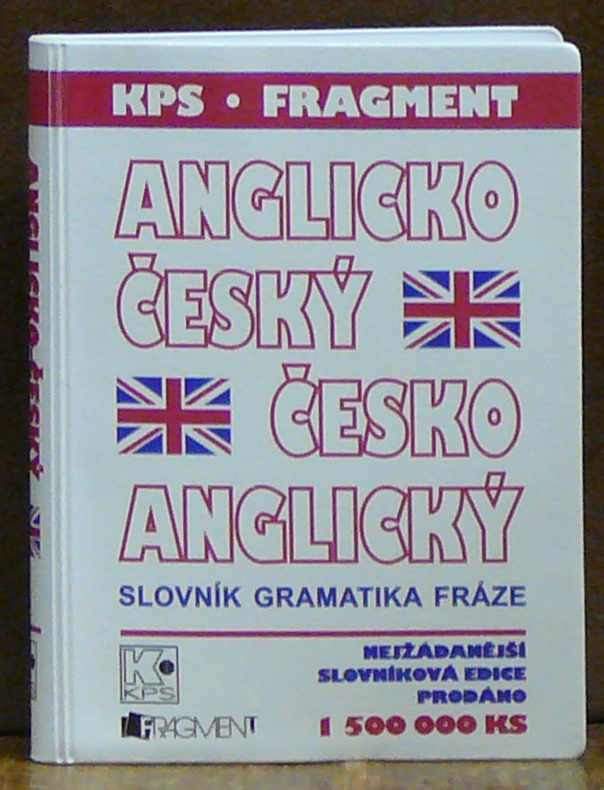 KPS • FRAGMENT
ANGLICKO
ČESKÝ
ČESKO
ANGLICKÝ
SLOVNÍK GRAMATIKA FRÁZE
NEJŽÁDANĚJŠÍ
SLOVNÍKOVÁ EDICE
PRODÁNO
1 500 000 KS
K
KPS
FRAGMENT
ANGLICKO-ČESKÝ